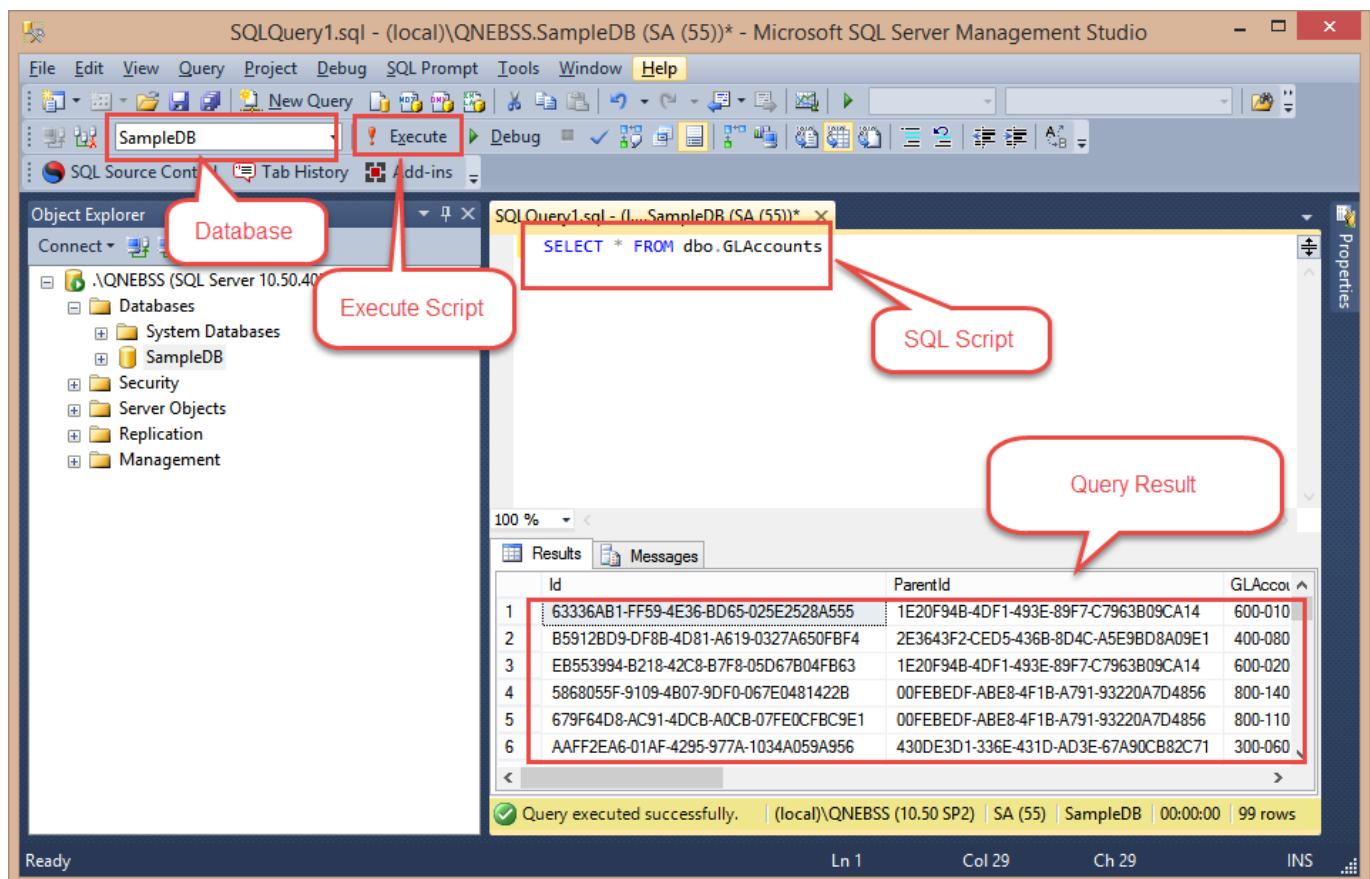 SQLQuery1.sql - (local)\QNEBSS.SampleDB (SA (55))* - Microsoft SQL Server Management Studio
File Edit View Query Project Debug SQL Prompt Tools Window Help
New Query
SampleDB Execute Debug
SQL Source Tab History Add-ins
Object Explorer
Connect
Database
Execute Script
.\QNEBSS (SQL Server 10.50.40
Databases
System Databases
SampleDB
Security
Server Objects
Replication
Management
SQLQuery1.sql - (l....SampleDB (SA (55))*
SELECT * FROM dbo.GLAccounts
SQL Script
Query Result
Properties
100 %
Results Messages
Id ParentId GLAccou
1 63336AB1-FF59-4E36-BD65-025E2528A555 1E20F94B-4DF1-493E-89F7-C7963B09CA14 600-010
2 B5912BD9-DF8B-4D81-A619-0327A650FBF4 2E3643F2-CED5-436B-8D4C-A5E9BD8A09E1 400-080
3 EB553994-B218-42C8-B7F8-05D67B04FB63 1E20F94B-4DF1-493E-89F7-C7963B09CA14 600-020
4 5868055F-9109-4B07-9DF0-067E0481422B 00FEBEDF-ABE8-4F1B-A791-93220A7D4856 800-140
5 679F64D8-AC91-4DCB-A0CB-07FE0CFBC9E1 00FEBEDF-ABE8-4F1B-A791-93220A7D4856 800-110
6 AAFF2EA6-01AF-4295-977A-1034A059A956 430DE3D1-336E-431D-AD3E-67A90CB82C71 300-060
Query executed successfully. (local)\QNEBSS (10.50 SP2) SA (55) SampleDB 00:00:00 99 rows
Ready Ln 1 Col 29 Ch 29 INS